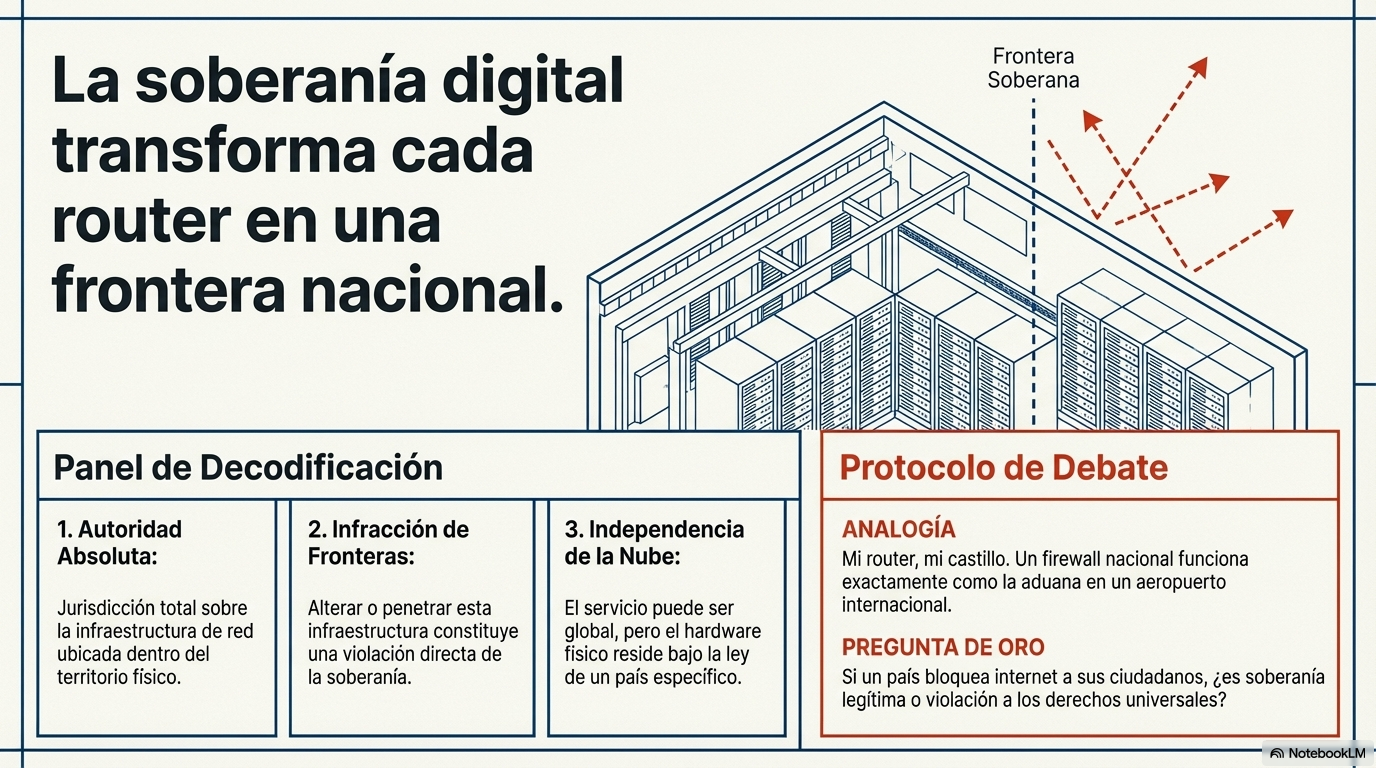 La soberanía digital
transforma cada
router en una
frontera nacional.
Frontera
Soberana
Panel de Decodificación
1. Autoridad
Absoluta:
Jurisdicción total sobre
la infraestructura de red
ubicada dentro del
territorio físico.
2. Infracción de
Fronteras:
Alterar o penetrar esta
infraestructura constituye
una violación directa de
la soberanía.
3. Independencia
de la Nube:
El servicio puede ser
global, pero el hardware
físico reside bajo la ley
de un país específico.
Protocolo de Debate
ANALOGÍA
Mi router, mi castillo. Un firewall nacional funciona
exactamente como la aduana en un aeropuerto
internacional.
PREGUNTA DE ORO
Si un país bloquea internet a sus ciudadanos, ¿es soberanía
legítima o violación a los derechos universales?
NotebookLM